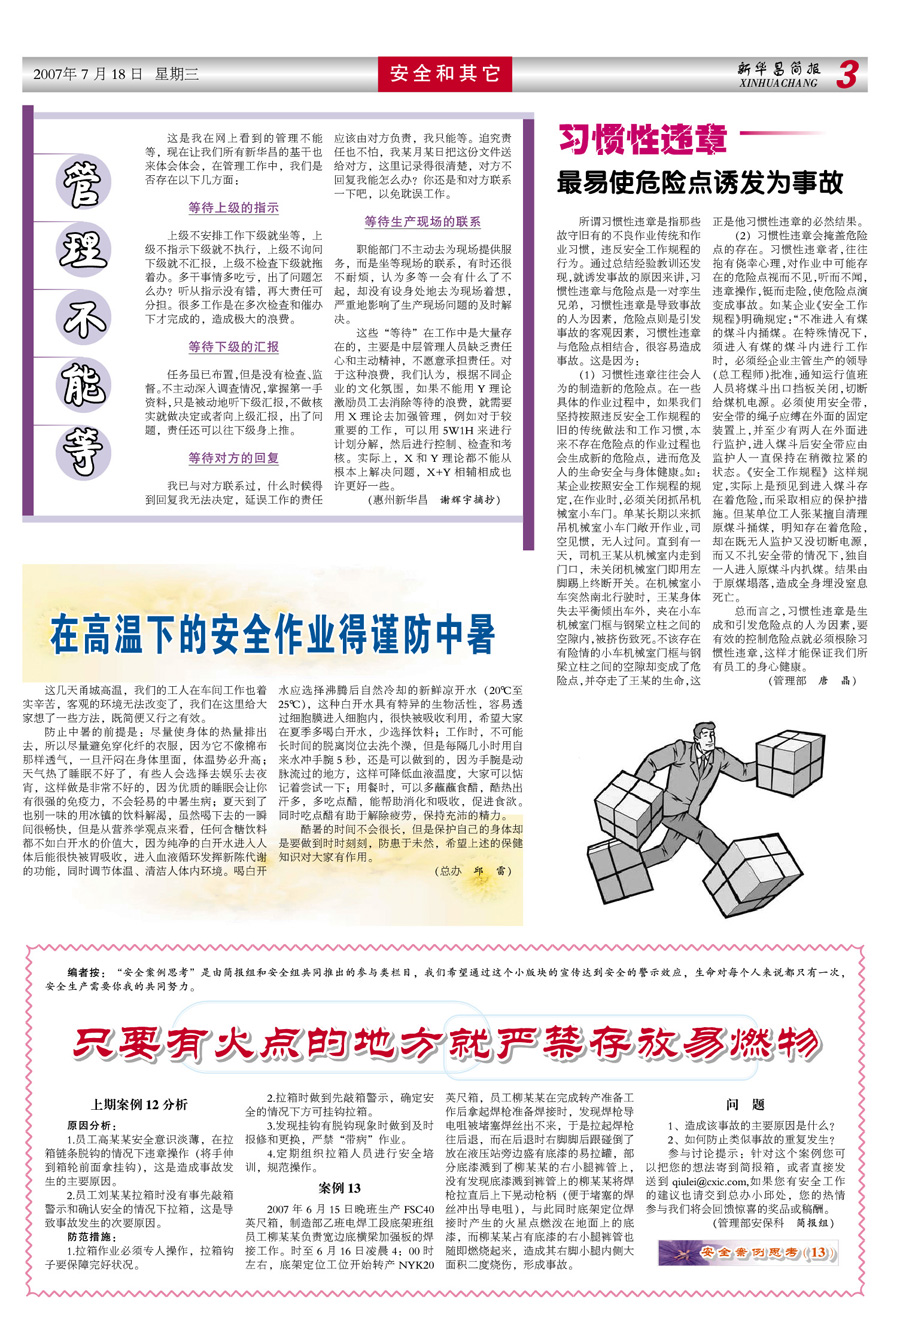 2007年 7 月 18 日 星期三
安全和其它
新华昌简报
XINHUACHANG
3
管
理
不
能
等
这是我在网上看到的管理不能
等，现在让我们所有新华昌的基干也
来体会体会，在管理工作中，我们是
否存在以下几方面：
等待上级的指示
上级不安排工作下级就坐等，上
级不指示下级就不执行，上级不询问
下级就不汇报，上级不检查下级就拖
着办。多干事情多吃亏，出了问题怎
么办？听从指示没有错，再大责任可
分担。很多工作是在多次检查和催办
下才完成的，造成极大的浪费。
等待下级的汇报
任务虽已布置,但是没有检查、监
督。不主动深入调查情况,掌握第一手
资料,只是被动地听下级汇报,不做核
实就做决定或者向上级汇报，出了问
题，责任还可以往下级身上推。
等待对方的回复
我已与对方联系过，什么时候得
到回复我无法决定，延误工作的责任
应该由对方负责，我只能等。追究责
任也不怕，我某月某日把这份文件送
给对方，这里记录得很清楚，对方不
回复我能怎么办？你还是和对方联系
一下吧，以免耽误工作。
等待生产现场的联系
职能部门不主动去为现场提供服
务，而是坐等现场的联系，有时还很
不耐烦，认为多等一会有什么了不
起，却没有设身处地去为现场着想，
严重地影响了生产现场问题的及时解
决。
这些“等待”在工作中是大量存
在的，主要是中层管理人员缺乏责任
心和主动精神，不愿意承担责任。对
于这种浪费，我们认为，根据不同企
业的文化氛围，如果不能用 Y 理论
激励员工去消除等待的浪费，就需要
用 X 理论去加强管理，例如对于较
重要的工作，可以用 5W1H 来进行
计划分解，然后进行控制、检查和考
核。实际上，X 和 Y 理论都不能从
根本上解决问题，X+Y 相辅相成也
许更好一些。
（惠州新华昌 谢辉宇摘抄）
习惯性违章
最易使危险点诱发为事故
所谓习惯性违章是指那些
故守旧有的不良作业传统和作
业习惯，违反安全工作规程的
行为。通过总结经验教训还发
现,就诱发事故的原因来讲,习
惯性违章与危险点是一对孪生
兄弟，习惯性违章是导致事故
的人为因素，危险点则是引发
事故的客观因素，习惯性违章
与危险点相结合，很容易造成
事故。这是因为：
（1）习惯性违章往往会人
为的制造新的危险点。在一些
具体的作业过程中，如果我们
坚持按照违反安全工作规程的
旧的传统做法和工作习惯,本
来不存在危险点的作业过程也
会生成新的危险点，进而危及
人的生命安全与身体健康。如：
某企业按照安全工作规程的规
定,在作业时,必须关闭抓吊机
械室小车门。单某长期以来抓
吊机械室小车门敞开作业,司
空见惯，无人过问。直到有一
天，司机王某从机械室内走到
门口，未关闭机械室门即用左
脚踢上终断开关。在机械室小
车突然南北行驶时，王某身体
失去平衡倾出车外，夹在小车
机械室门框与钢梁立柱之间的
空隙内,被挤伤致死。不该存在
有险情的小车机械室门框与钢
梁立柱之间的空隙却变成了危
险点,并夺走了王某的生命,这
正是他习惯性违章的必然结果。
（2）习惯性违章会掩盖危险
点的存在。习惯性违章者,往往
抱有侥幸心理,对作业中可能存
在的危险点视而不见,听而不闻,
违章操作,铤而走险,使危险点演
变成事故。如某企业《安全工作
规程》明确规定：“不准进入有煤
的煤斗内捅煤。在特殊情况下，
须进入有煤的煤斗内进行工作
时，必须经企业主管生产的领导
(总工程师)批准,通知运行值班
人员将煤斗出口挡板关闭,切断
给煤机电源。必须使用安全带,
安全带的绳子应缚在外面的固定
装置上,并至少有两人在外面进
行监护,进入煤斗后安全带应由
监护人一直保持在稍微拉紧的
状态。《安全工作规程》这样规
定,实际上是预见到进入煤斗存
在着危险,而采取相应的保护措
施。但某单位工人张某擅自清理
原煤斗捅煤，明知存在着危险,
却在既无人监护又没切断电源,
而又不扎安全带的情况下,独自
一人进入原煤斗内扒煤。结果由
于原煤塌落,造成全身埋没窒息
死亡。
总而言之,习惯性违章是生
成和引发危险点的人为因素,要
有效的控制危险点就必须根除习
惯性违章,这样才能保证我们所
有员工的身心健康。
（管理部 唐 晶）
在高温下的安全作业得谨防中暑
这几天甬城高温，我们的工人在车间工作也着
实辛苦，客观的环境无法改变了，我们在这里给大
家想了一些方法，既简便又行之有效。
防止中暑的前提是：尽量使身体的热量排出
去，所以尽量避免穿化纤的衣服，因为它不像棉布
那样透气，一旦汗闷在身体里面，体温势必升高；
天气热了睡眠不好了，有些人会选择去娱乐去夜
宵，这样做是非常不好的，因为优质的睡眠会让你
有很强的免疫力，不会轻易的中暑生病；夏天到了
也别一味的用冰镇的饮料解渴，虽然喝下去的一瞬
间很畅快，但是从营养学观点来看，任何含糖饮料
都不如白开水的价值大，因为纯净的白开水进入人
体后能很快被胃吸收，进入血液循环发挥新陈代谢
的功能，同时调节体温、清洁人体内环境。喝白开
水应选择沸腾后自然冷却的新鲜凉开水（20℃至
25℃），这种白开水具有特异的生物活性，容易透
过细胞膜进入细胞内，很快被吸收利用，希望大家
在夏季多喝白开水，少选择饮料；工作时，不可能
长时间的脱离岗位去洗个澡，但是每隔几小时用自
来水冲手腕 5 秒，还是可以做到的，因为手腕是动
脉流过的地方，这样可降低血液温度，大家可以惦
记着尝试一下；用餐时，可以多蘸蘸食醋，酷热出
汗多，多吃点醋，能帮助消化和吸收，促进食欲。
同时吃点醋有助于解除疲劳，保持充沛的精力。
酷暑的时间不会很长，但是保护自己的身体却
是要做到时时刻刻，防患于未然，希望上述的保健
知识对大家有作用。
（总办 邱 雷）
编者按：“安全案例思考”是由简报组和安全组共同推出的参与类栏目，我们希望通过这个小版块的宣传达到安全的警示效应，生命对每个人来说都只有一次，
安全生产需要你我的共同努力。
只要有火点的地方就严禁存放易燃物
上期案例 12 分析
原因分析：
1.员工高某某安全意识淡薄，在拉
箱链条脱钩的情况下违章操作（将手伸
到箱轮前面拿挂钩），这是造成事故发
生的主要原因。
2.员工刘某某拉箱时没有事先敲箱
警示和确认安全的情况下拉箱，这是导
致事故发生的次要原因。
防范措施：
1.拉箱作业必须专人操作，拉箱钩
子要保障完好状况。
2.拉箱时做到先敲箱警示，确定安
全的情况下方可挂钩拉箱。
3.发现挂钩有脱钩现象时做到及时
报修和更换，严禁“带病”作业。
4.定期组织拉箱人员进行安全培
训，规范操作。
案例 13
2007 年 6 月 15 日晚班生产 FSC40
英尺箱，制造部乙班电焊工段底架班组
员工柳某某负责宽边底横梁加强板的焊
接工作。时至 6 月 16 日凌晨 4：00 时
左右，底架定位工位开始转产 NYK20
英尺箱，员工柳某某在完成转产准备工
作后拿起焊枪准备焊接时，发现焊枪导
电咀被堵塞焊丝出不来，于是拉起焊枪
往后退，而在后退时右脚脚后跟碰倒了
放在液压站旁边盛有底漆的易拉罐，部
分底漆溅到了柳某某的右小腿裤管上，
没有发现底漆溅到裤管上的柳某某将焊
枪拉直后上下晃动枪柄（便于堵塞的焊
丝冲出导电咀），与此同时底架定位焊
接时产生的火星点燃泼在地面上的底
漆，而柳某某占有底漆的右小腿裤管也
随即燃烧起来，造成其右脚小腿内侧大
面积二度烧伤，形成事故。
问 题
1、造成该事故的主要原因是什么？
2、如何防止类似事故的重复发生？
参与讨论提示：针对这个案例您可
以把您的想法寄到简报箱，或者直接发
送到 qiulei@cxic.com,如果您有安全工作
的建议也请交到总办小邱处，您的热情
参与我们将会回馈惊喜的奖品或稿酬。
（管理部安保科 简报组）
安全案例思考（13）